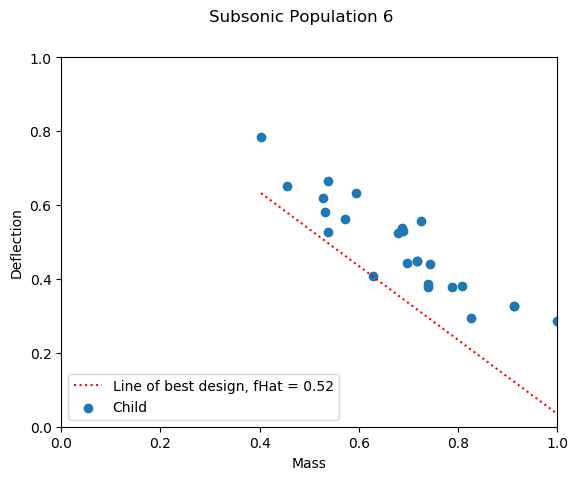 Subsonic Population 6
1.0
0.8
0.6
0.4
0.2
0.0
Deflection
Line of best design, fHat = 0.52
Child
0.0 0.2 0.4 0.6 0.8 1.0
Mass